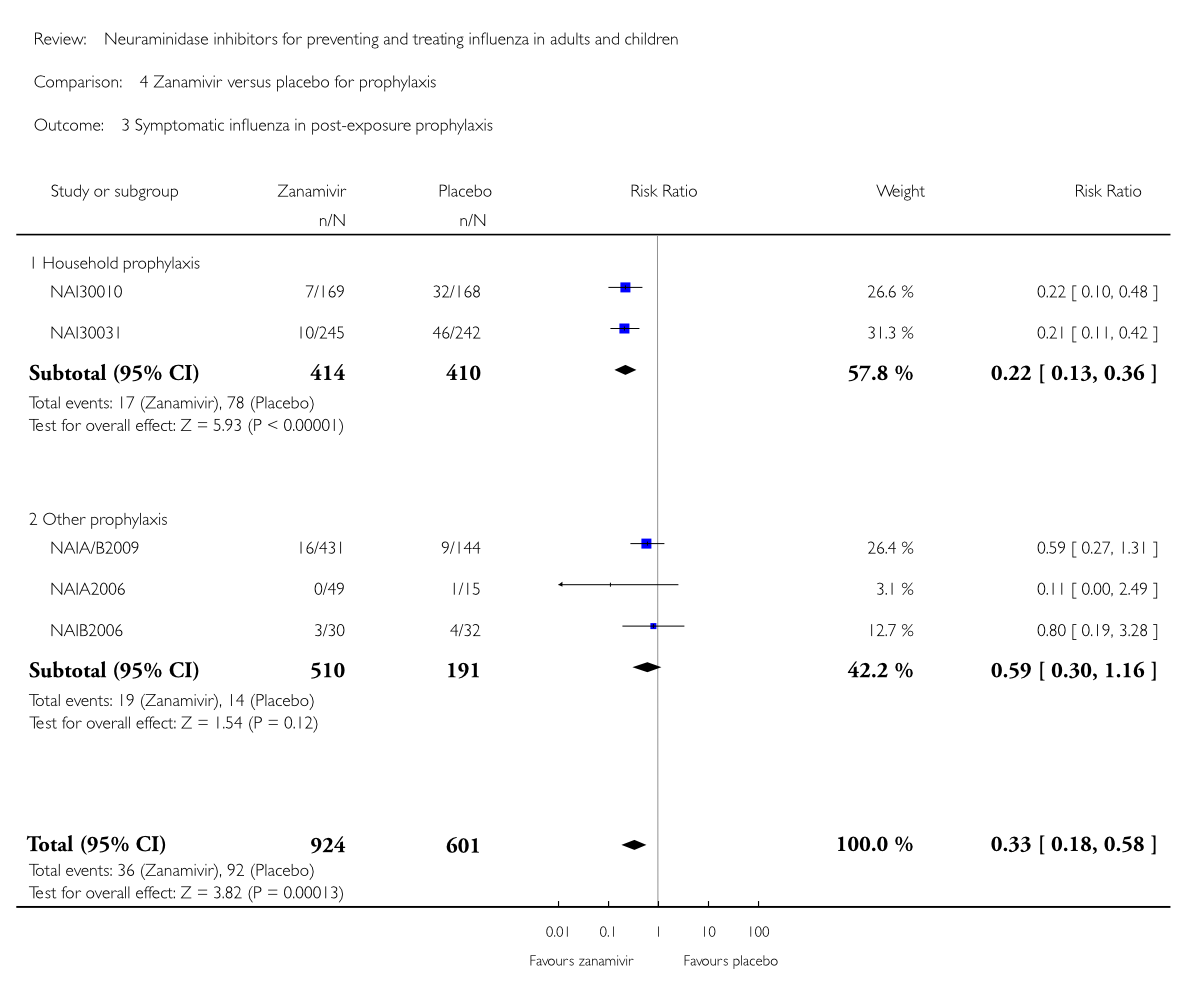 Review: Neuraminidase inhibitors for preventing and treating influenza in adults and children
Comparison: 4 Zanamivir versus placebo for prophylaxis
Outcome: 3 Symptomatic influenza in post-exposure prophylaxis
Study or subgroup Zanamivir Placebo Risk Ratio Weight Risk Ratio
n/N n/N
1 Household prophylaxis
NAI30010 7/169 32/168 26.6 % 0.22 [ 0.10, 0.48 ]
NAI30031 10/245 46/242 31.3 % 0.21 [ 0.11, 0.42 ]
Subtotal (95% CI) 414 410 57.8 % 0.22 [ 0.13, 0.36 ]
Total events: 17 (Zanamivir), 78 (Placebo)
Test for overall effect: Z = 5.93 (P < 0.00001)
2 Other prophylaxis
NAIA/B2009 16/431 9/144 26.4 % 0.59 [ 0.27, 1.31 ]
NAIA2006 0/49 1/15 3.1 % 0.11 [ 0.00, 2.49 ]
NAIB2006 3/30 4/32 12.7 % 0.80 [ 0.19, 3.28 ]
Subtotal (95% CI) 510 191 42.2 % 0.59 [ 0.30, 1.16 ]
Total events: 19 (Zanamivir), 14 (Placebo)
Test for overall effect: Z = 1.54 (P = 0.12)
Total (95% CI) 924 601 100.0 % 0.33 [ 0.18, 0.58 ]
Total events: 36 (Zanamivir), 92 (Placebo)
Test for overall effect: Z = 3.82 (P = 0.00013)
0.01 0.1 1 10 100
Favours zanamivir Favours placebo